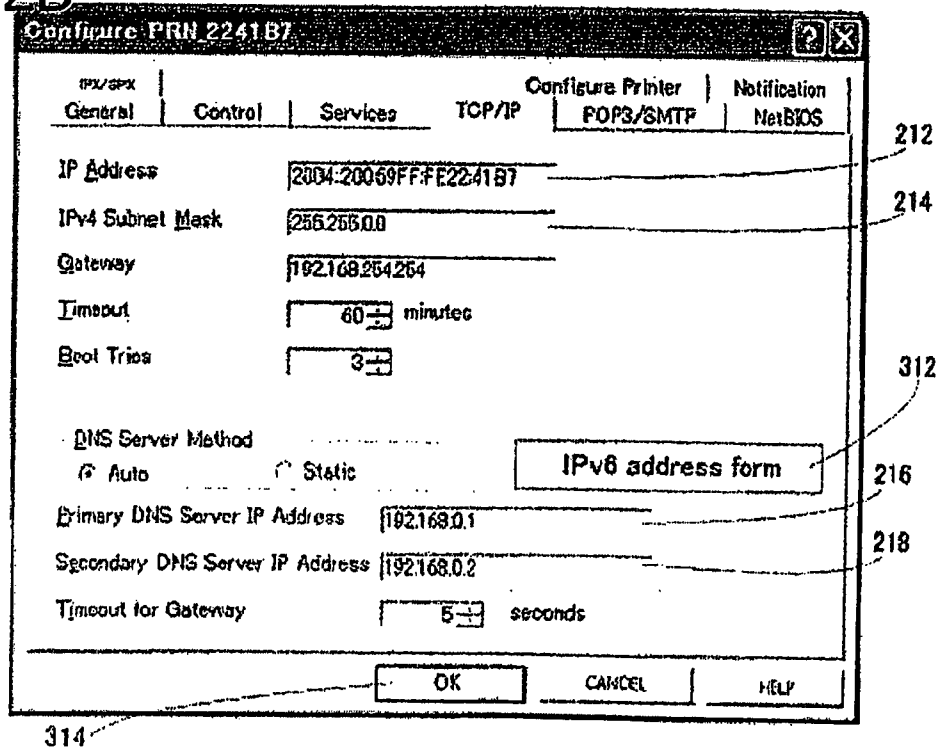 Configure PRN_2241B7
IPX/SPX Configure Printer Notification
General Control Services TCP/IP POP3/SMTP NetBIOS
212
IP Address 2004::20069FF:FE22:41B7
214
IPv4 Subnet Mask 255.255.0.0
Gateway 192.168.254.254
Timeout 60 minutes
Boot Tries 3
312
DNS Server Method
Auto Static IPv6 address form
216
Primary DNS Server IP Address 192.168.0.1
218
Secondary DNS Server IP Address 192.168.0.2
Timeout for Gateway 5 seconds
OK CANCEL HELP
314